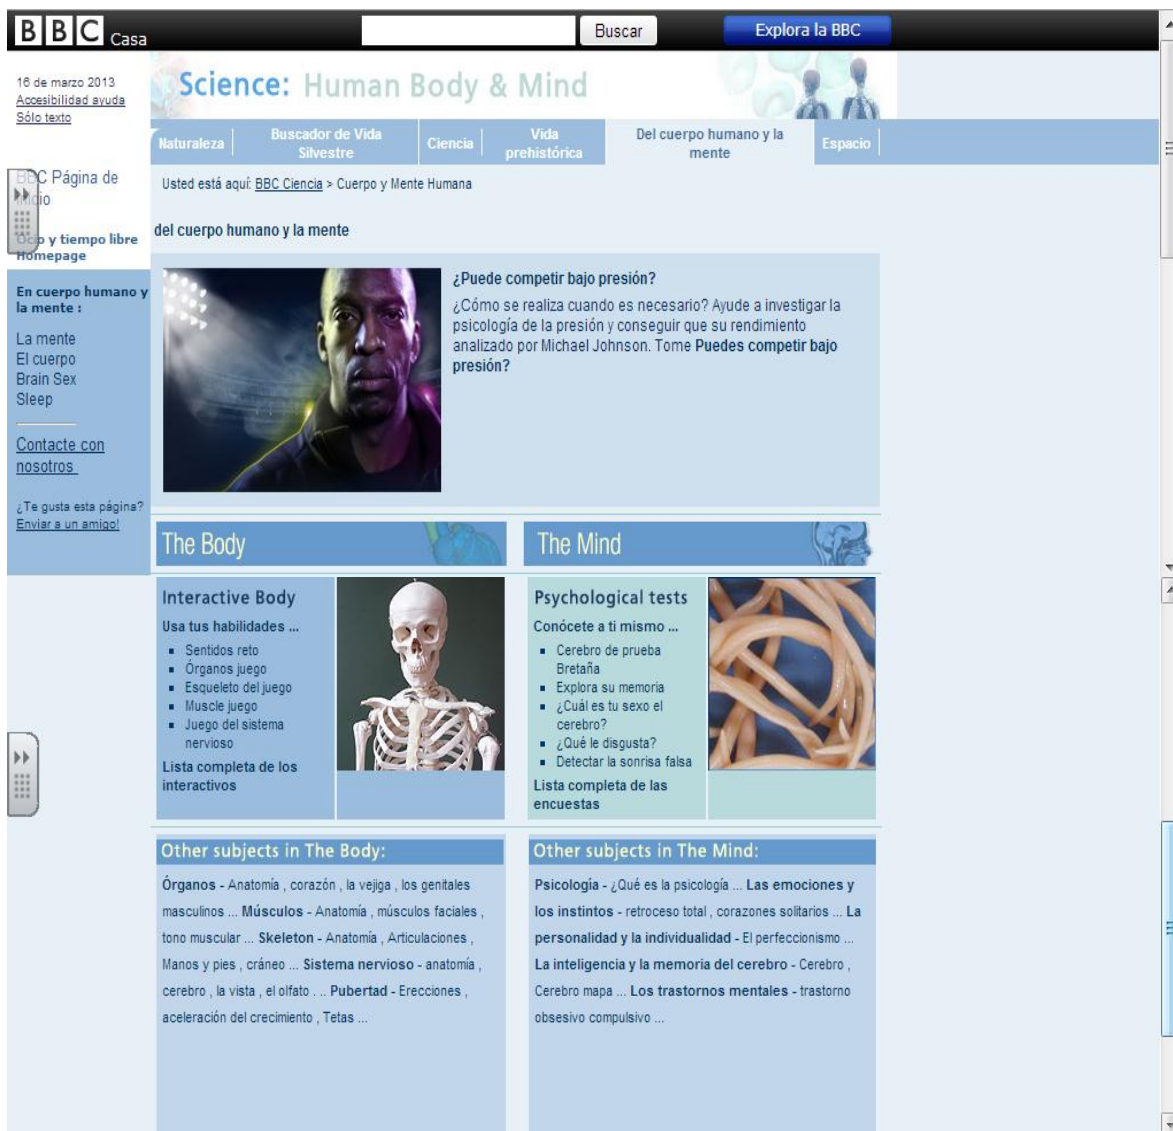 BBC Casa
Buscar
Explora la BBC
16 de marzo 2013
Accesibilidad ayuda
Sólo texto
Science: Human Body & Mind
Naturaleza
Buscador de Vida
Silvestre
Ciencia
Vida
prehistórica
Del cuerpo humano y la
mente
Espacio
Página de
Ocio y tiempo libre
Homepage
En cuerpo humano y
la mente :
La mente
El cuerpo
Brain Sex
Sleep
Contacte con
nosotros
¿Te gusta esta página?
Enviar a un amigo!
Usted está aquí: BBC Ciencia > Cuerpo y Mente Humana
del cuerpo humano y la mente
¿Puede competir bajo presión?
¿Cómo se realiza cuando es necesario? Ayude a investigar la
psicología de la presión y conseguir que su rendimiento
analizado por Michael Johnson. Tome Puedes competir bajo
presión?
The Body
Interactive Body
Usa tus habilidades ...
Sentidos reto
Órganos juego
Esqueleto del juego
Muscle juego
Juego del sistema
nervioso
Lista completa de los
interactivos
The Mind
Psychological tests
Conócete a ti mismo ...
Cerebro de prueba
Bretaña
Explora su memoria
¿Cuál es tu sexo el
cerebro?
¿Qué le disgusta?
Detectar la sonrisa falsa
Lista completa de las
encuestas
Other subjects in The Body:
Órganos - Anatomía , corazón , la vejiga , los genitales
masculinos ... Músculos - Anatomía , músculos faciales ,
tono muscular ... Skeleton - Anatomía , Articulaciones ,
Manos y pies , cráneo ... Sistema nervioso - anatomía ,
cerebro , la vista , el olfato . .. Pubertad - Erecciones ,
aceleración del crecimiento , Tetas ...
Other subjects in The Mind:
Psicología - ¿Qué es la psicología ... Las emociones y
los instintos - retroceso total , corazones solitarios ... La
personalidad y la individualidad - El perfeccionismo ...
La inteligencia y la memoria del cerebro - Cerebro ,
Cerebro mapa ... Los trastornos mentales - trastorno
obsesivo compulsivo ...